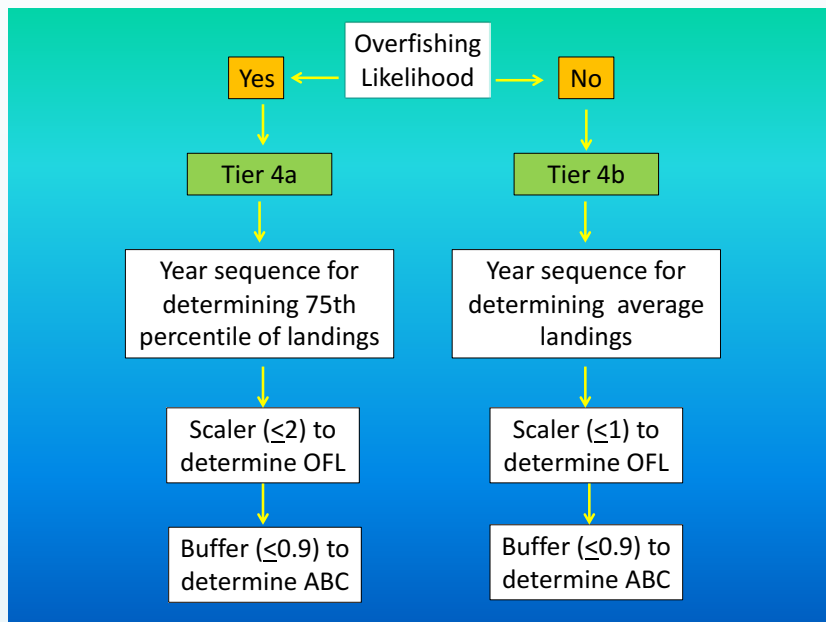 Overfishing
Likelihood
Yes
No
Tier 4a
Tier 4b
Year sequence for
determining 75th
percentile of landings
Year sequence for
determining average
landings
Scaler (≤2) to
determine OFL
Scaler (≤1) to
determine OFL
Buffer (≤0.9) to
determine ABC
Buffer (≤0.9) to
determine ABC